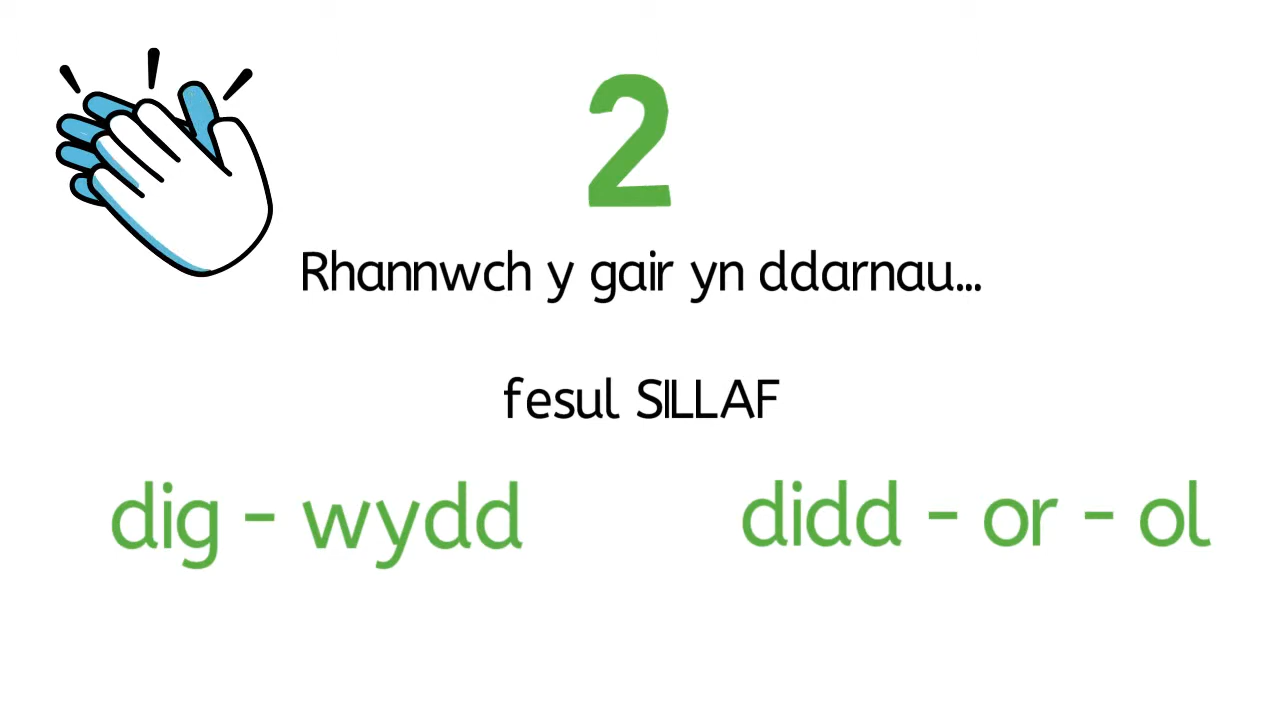 2
Rhannwch y gair yn ddarnau...
fesul SILLAF
dig - wydd
didd - or - ol